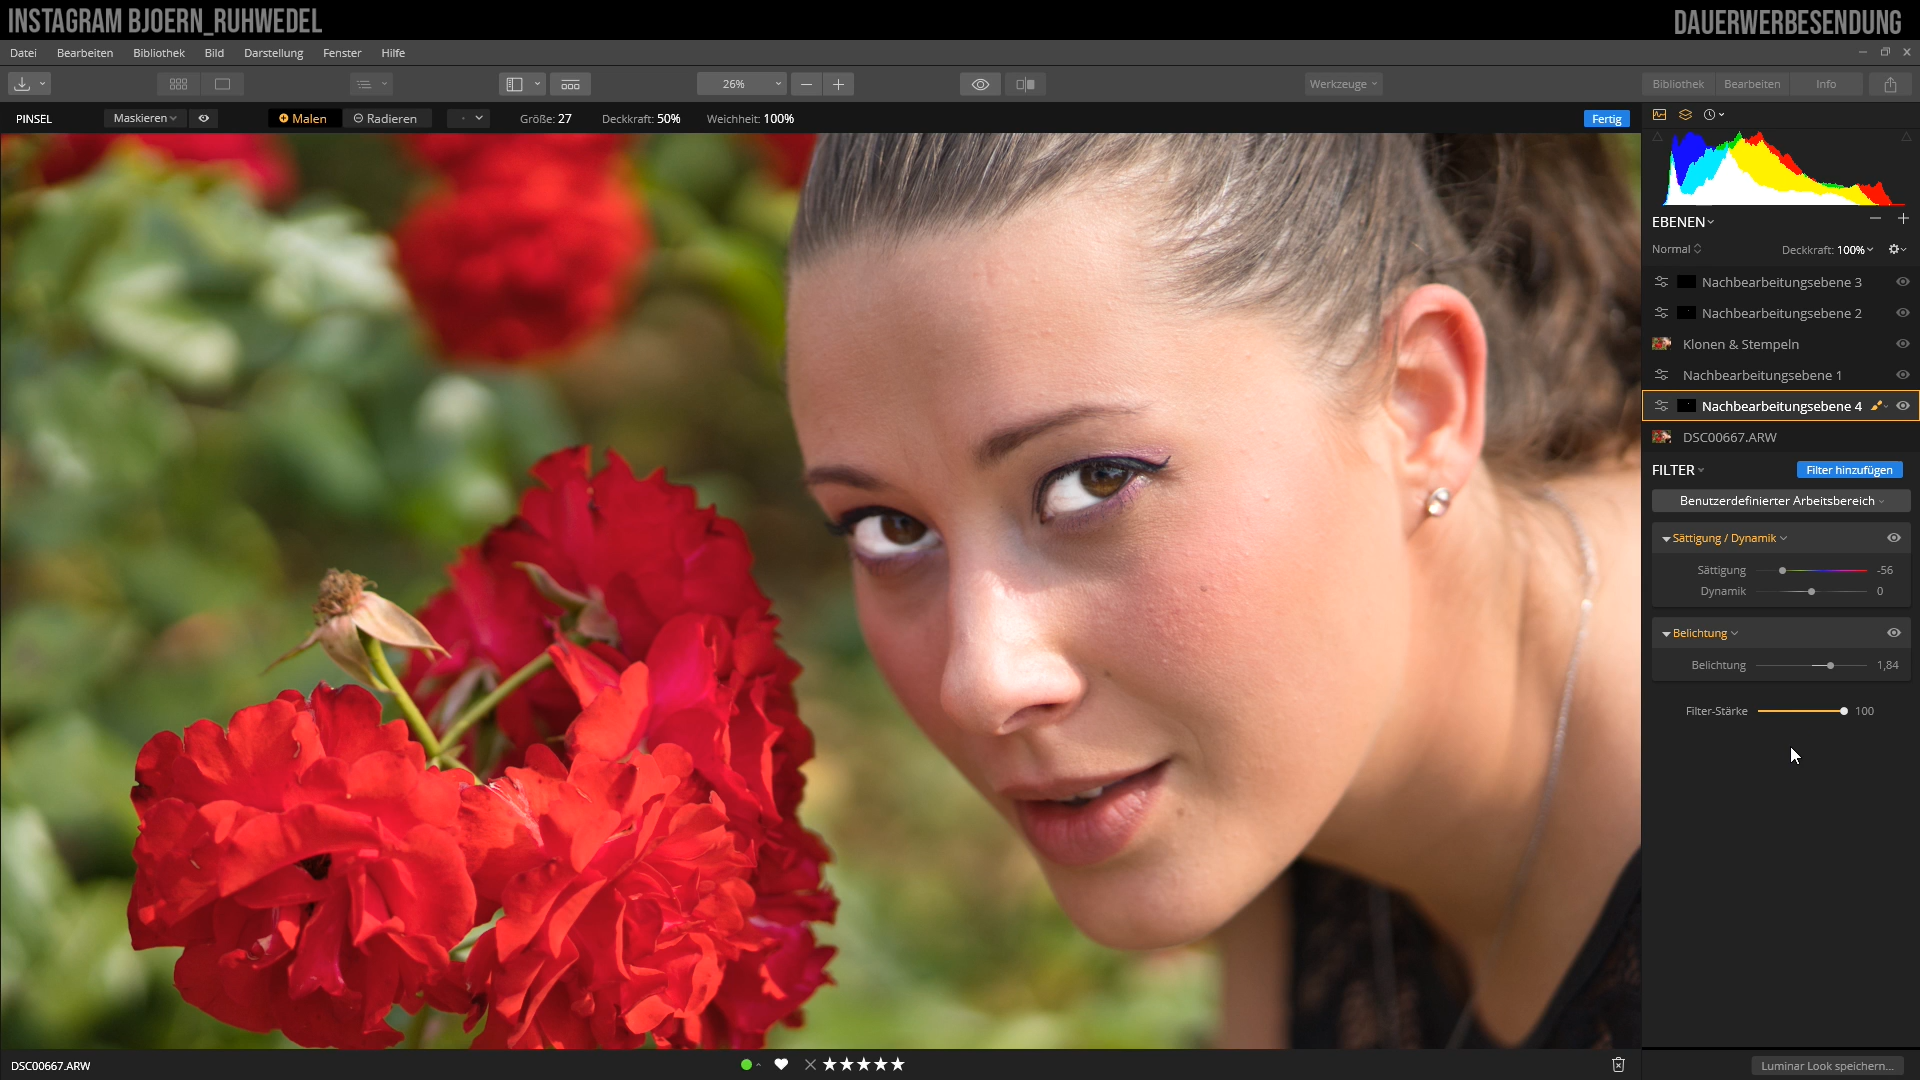 INSTAGRAM BJOERN_RUHWEDEL
DAUERWERBESENDUNG
Datei Bearbeiten Bibliothek Bild Darstellung Fenster Hilfe
26% Werkzeuge Bibliothek Bearbeiten Info
PINSEL Maskieren Malen Radieren Größe: 27 Deckkraft: 50% Weichheit: 100% Fertig
EBENEN
Normal Deckkraft: 100%
Nachbearbeitungsebene 3
Nachbearbeitungsebene 2
Klonen & Stempeln
Nachbearbeitungsebene 1
Nachbearbeitungsebene 4
DSC00667.ARW
FILTER Filter hinzufügen
Benutzerdefinierter Arbeitsbereich
Sättigung / Dynamik
Sättigung -56
Dynamik 0
Belichtung
Belichtung 1,84
Filter-Stärke 100
DSC00667.ARW
Luminar Look speichern...